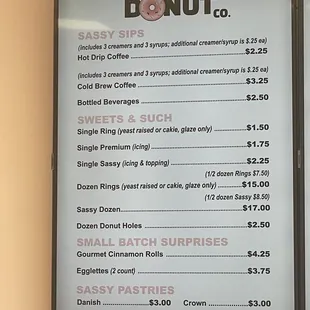 DONUT CO.
SASSY SIPS
(includes 3 creamers and 3 syrups; additional creamer/syrup is $.25 ea)
Hot Drip Coffee $2.25
(includes 3 creamers and 3 syrups; additional creamer/syrup is $.25 ea)
Cold Brew Coffee $3.25
Bottled Beverages $2.50
SWEETS & SUCH
Single Ring (yeast raised or cakie, glaze only) $1.50
Single Premium (icing) $1.75
Single Sassy (icing & topping) $2.25
(1/2 dozen Rings $7.50)
Dozen Rings (yeast raised or cakie, glaze only) $15.00
(1/2 dozen Sassy $8.50)
Sassy Dozen $17.00
Dozen Donut Holes $2.50
SMALL BATCH SURPRISES
Gourmet Cinnamon Rolls $4.25
Egglettes (2 count) $3.75
SASSY PASTRIES
Danish $3.00 Crown $3.00